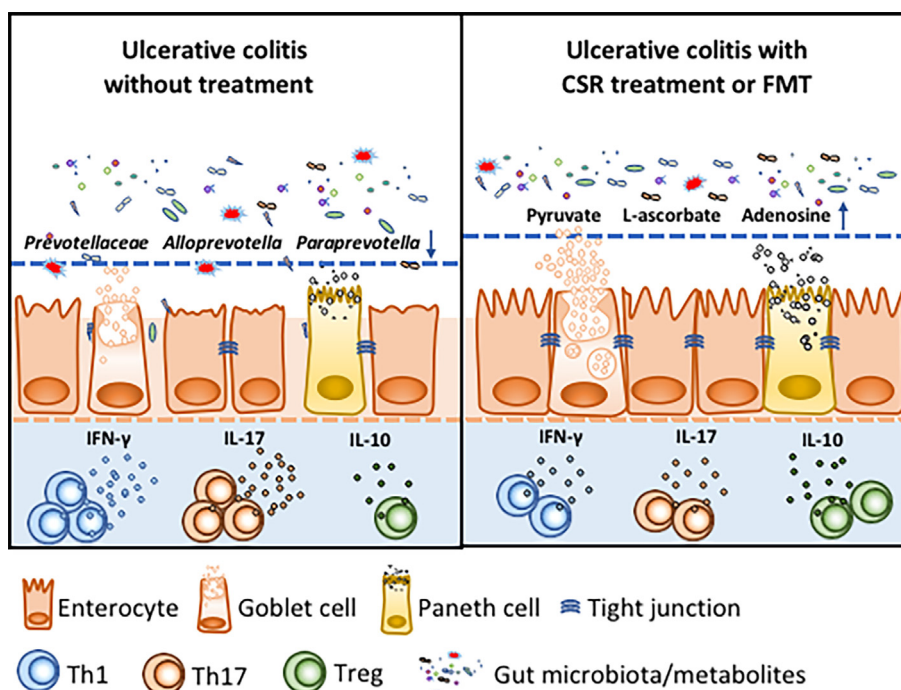 Ulcerative colitis
without treatment
Ulcerative colitis with
CSR treatment or FMT
Prevotellaceae Alloprevotella Paraprevotella
Pyruvate L-ascorbate Adenosine
IFN-γ IL-17 IL-10
IFN-γ IL-17 IL-10
Enterocyte Goblet cell Paneth cell Tight junction
Th1 Th17 Treg Gut microbiota/metabolites